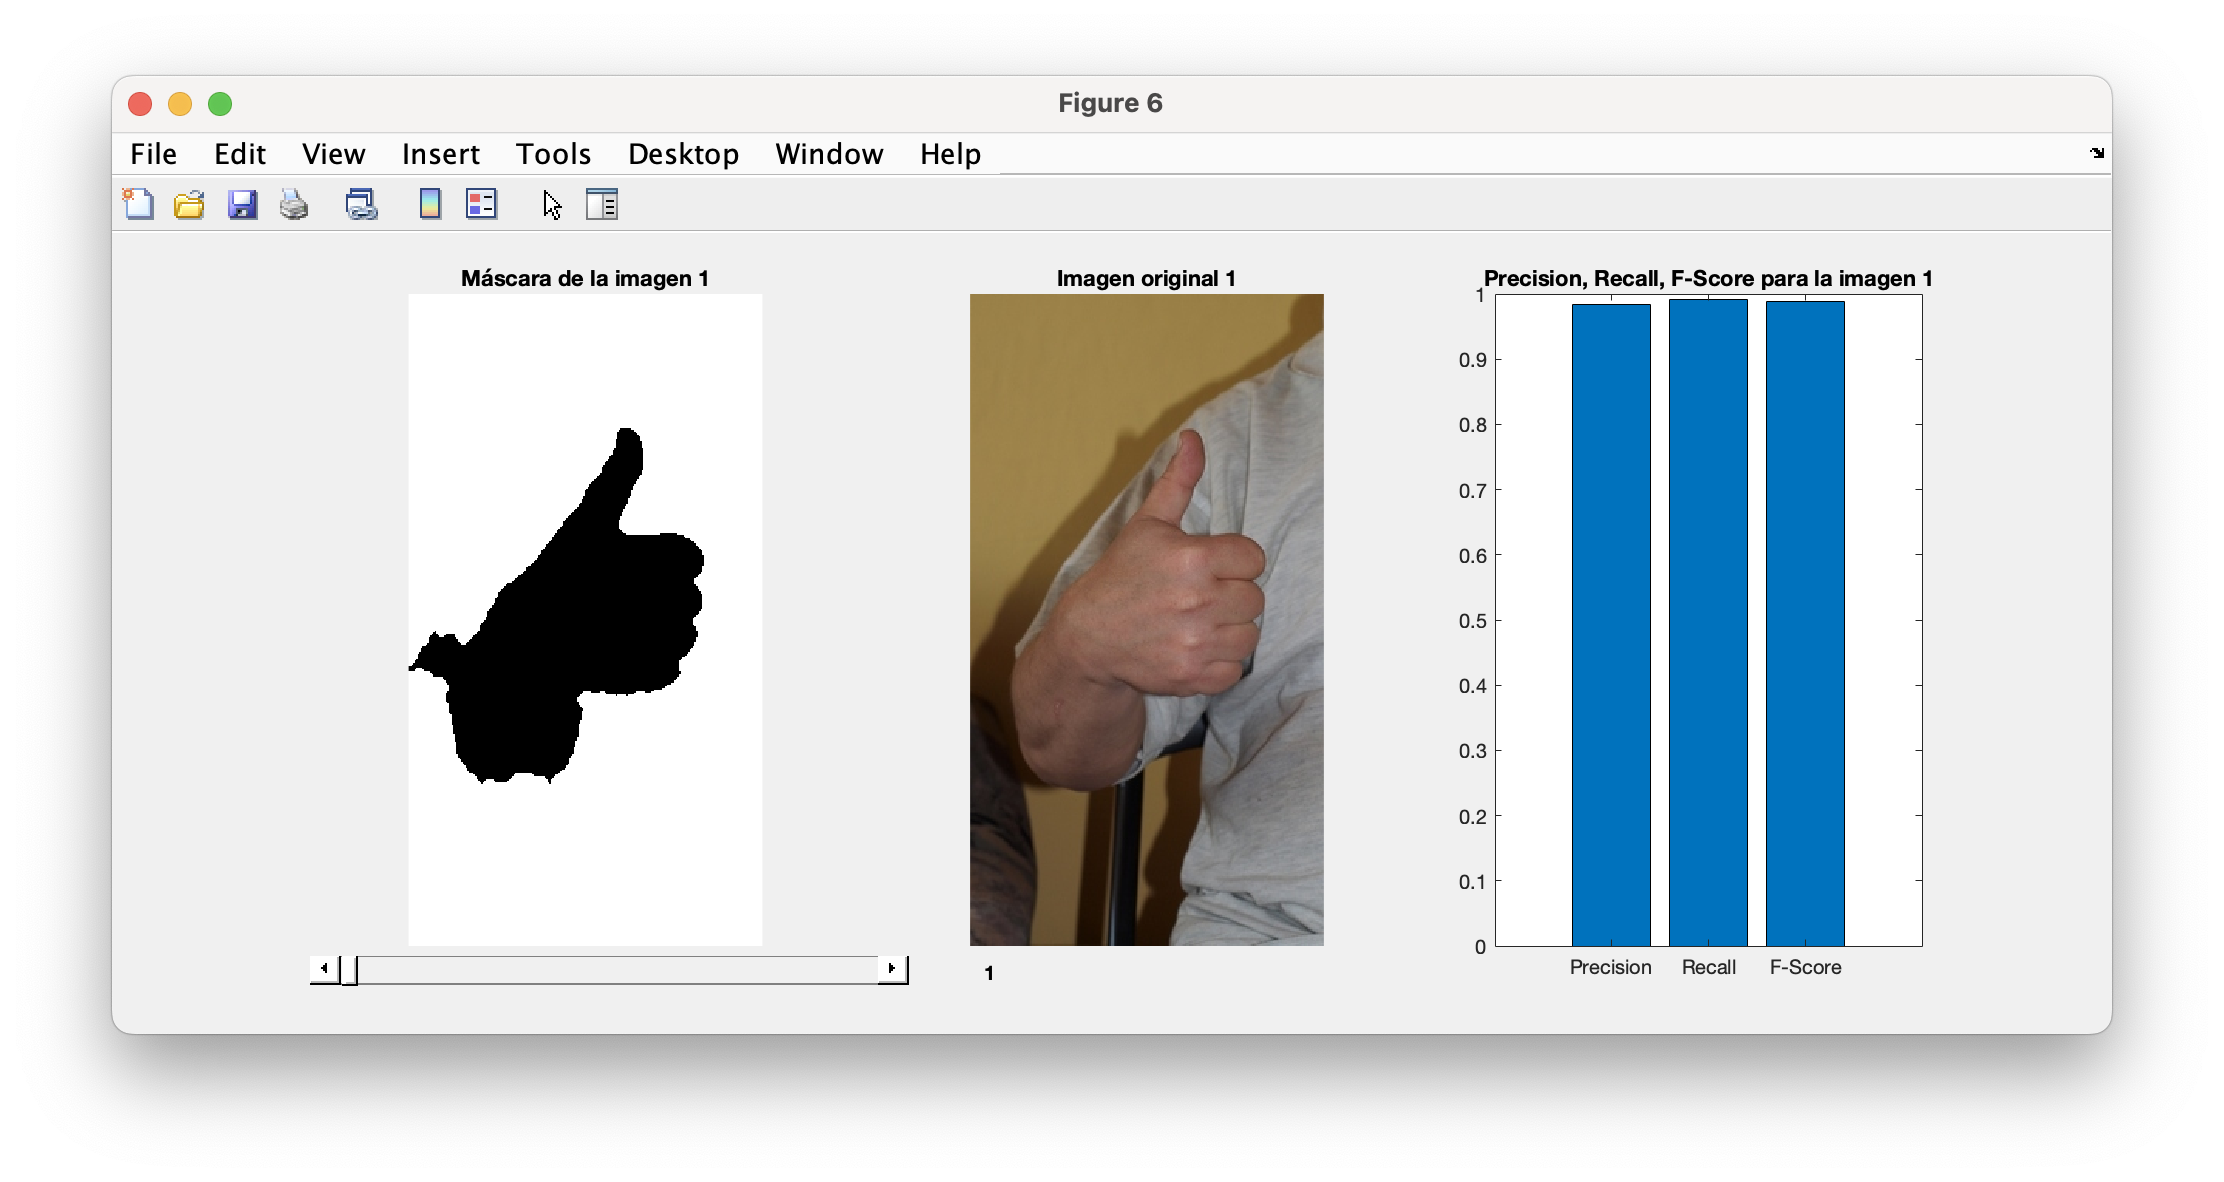 Figure 6
File Edit View Insert Tools Desktop Window Help
Máscara de la imagen 1
Imagen original 1
Precision, Recall, F-Score para la imagen 1
1
0.9
0.8
0.7
0.6
0.5
0.4
0.3
0.2
0.1
0
Precision Recall F-Score
1